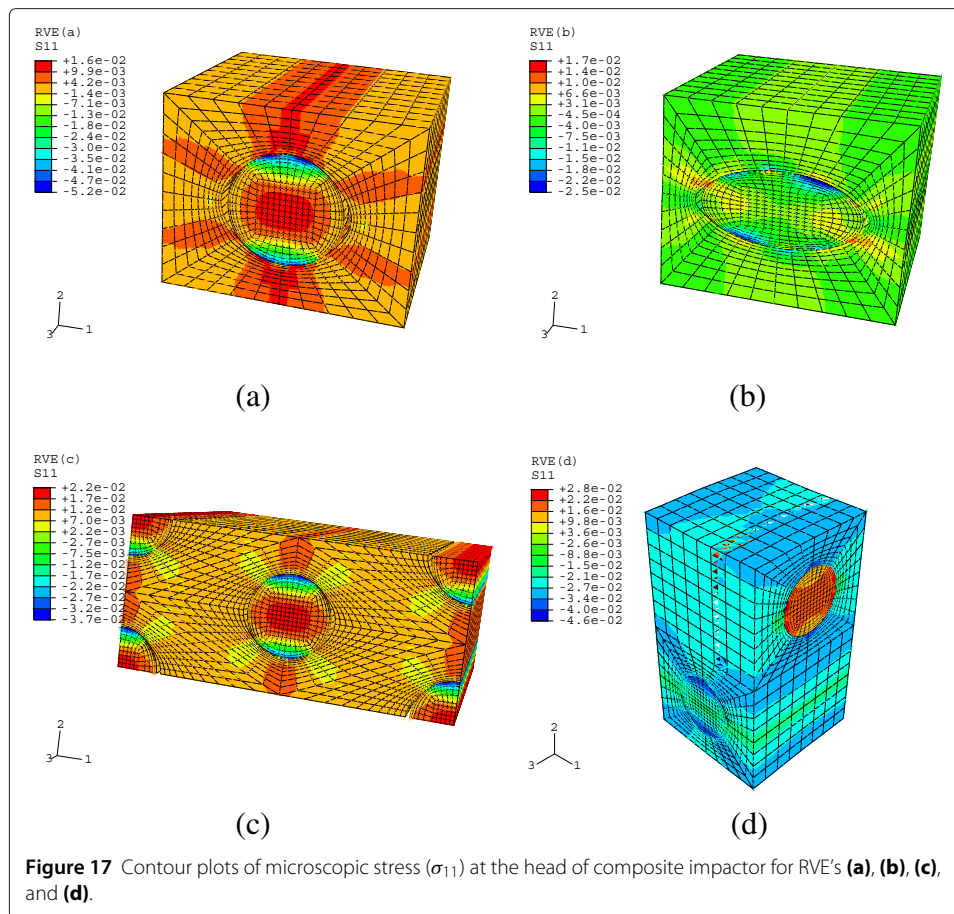 RVE(a)
S11
+1.6e-02
+9.9e-03
+4.2e-03
-1.4e-03
-7.1e-03
-1.3e-02
-1.8e-02
-2.4e-02
-3.0e-02
-3.5e-02
-4.1e-02
-4.7e-02
-5.2e-02
2
3
1
(a)
RVE(b)
S11
+1.7e-02
+1.4e-02
+1.0e-02
+6.6e-03
+3.1e-03
-4.5e-04
-4.0e-03
-7.5e-03
-1.1e-02
-1.5e-02
-1.8e-02
-2.2e-02
-2.5e-02
2
3
1
(b)
RVE(c)
S11
+2.2e-02
+1.7e-02
+1.2e-02
+7.0e-03
+2.2e-03
-2.7e-03
-7.5e-03
-1.2e-02
-1.7e-02
-2.2e-02
-2.7e-02
-3.2e-02
-3.7e-02
2
3
1
(c)
RVE(d)
S11
+2.8e-02
+2.2e-02
+1.6e-02
+9.8e-03
+3.6e-03
-2.6e-03
-8.8e-03
-1.5e-02
-2.1e-02
-2.7e-02
-3.4e-02
-4.0e-02
-4.6e-02
2
3
1
(d)
Figure 17 Contour plots of microscopic stress (σ11) at the head of composite impactor for RVE's (a), (b), (c),
and (d).